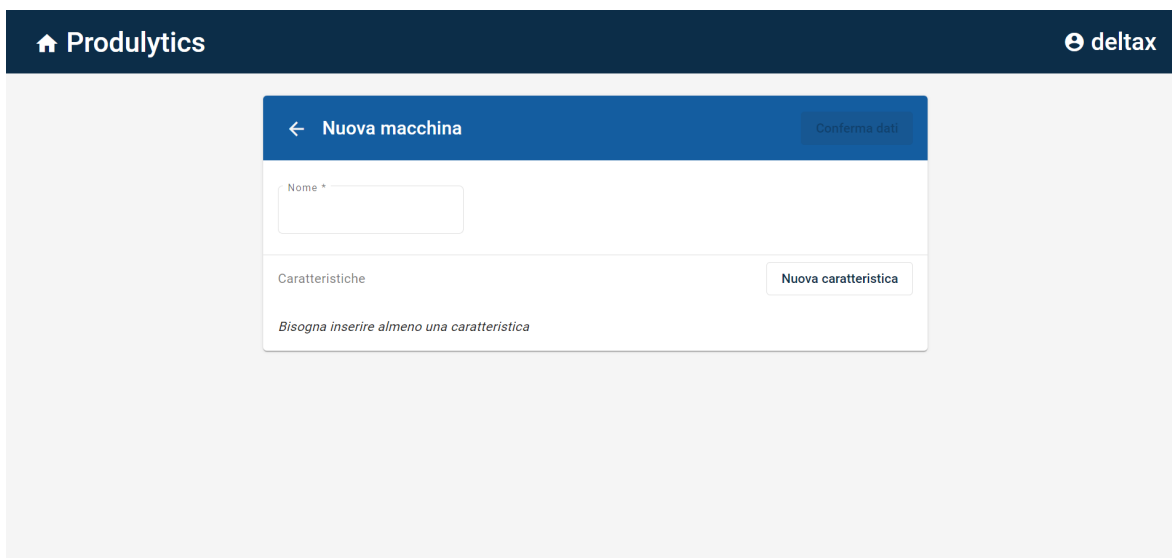 Produlytics
deltax
Nuova macchina
Conferma dati
Nome *
Caratteristiche
Nuova caratteristica
Bisogna inserire almeno una caratteristica